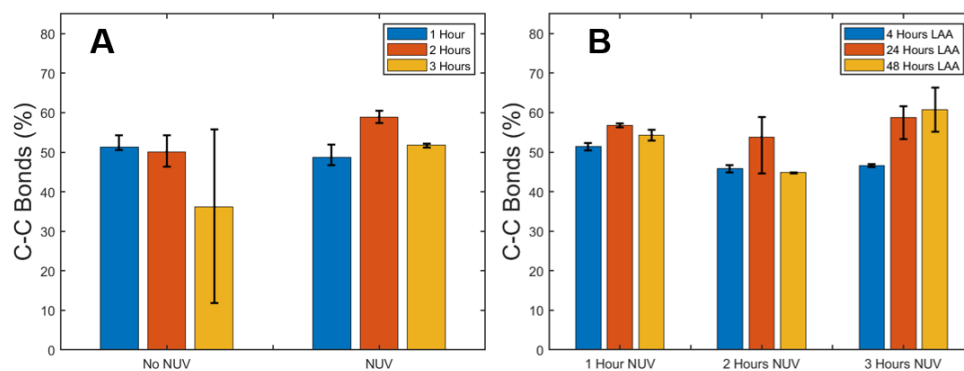 A
1 Hour
2 Hours
3 Hours
C-C Bonds (%)
80
70
60
50
40
30
20
10
0
No NUV
NUV
B
4 Hours LAA
24 Hours LAA
48 Hours LAA
C-C Bonds (%)
80
70
60
50
40
30
20
10
0
1 Hour NUV
2 Hours NUV
3 Hours NUV